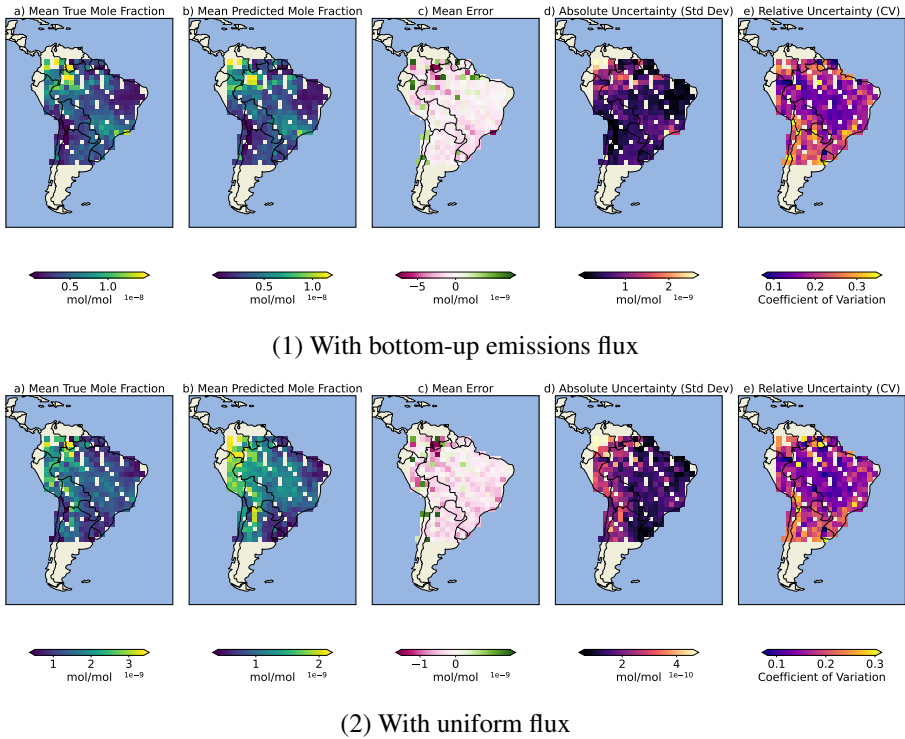 a) Mean True Mole Fraction b) Mean Predicted Mole Fraction c) Mean Error d) Absolute Uncertainty (Std Dev) e) Relative Uncertainty (CV)
0.5 1.0 0.5 1.0 −5 0 1 2 0.1 0.2 0.3
mol/mol 1e−8 mol/mol 1e−8 mol/mol 1e−9 mol/mol 1e−9 Coefficient of Variation
(1) With bottom-up emissions flux
a) Mean True Mole Fraction b) Mean Predicted Mole Fraction c) Mean Error d) Absolute Uncertainty (Std Dev) e) Relative Uncertainty (CV)
1 2 3 1 2 −1 0 2 4 0.1 0.2 0.3
mol/mol 1e−9 mol/mol 1e−9 mol/mol 1e−9 mol/mol 1e−10 Coefficient of Variation
(2) With uniform flux